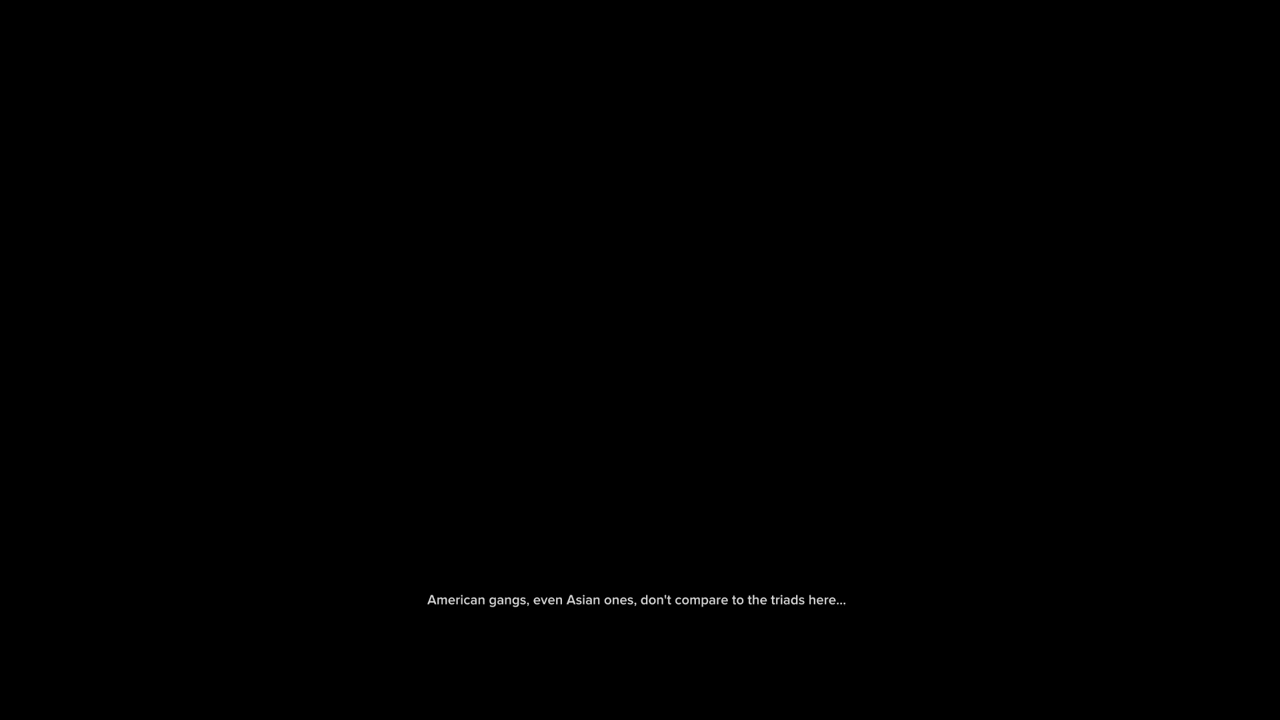 American gangs, even Asian ones, don't compare to the triads here...